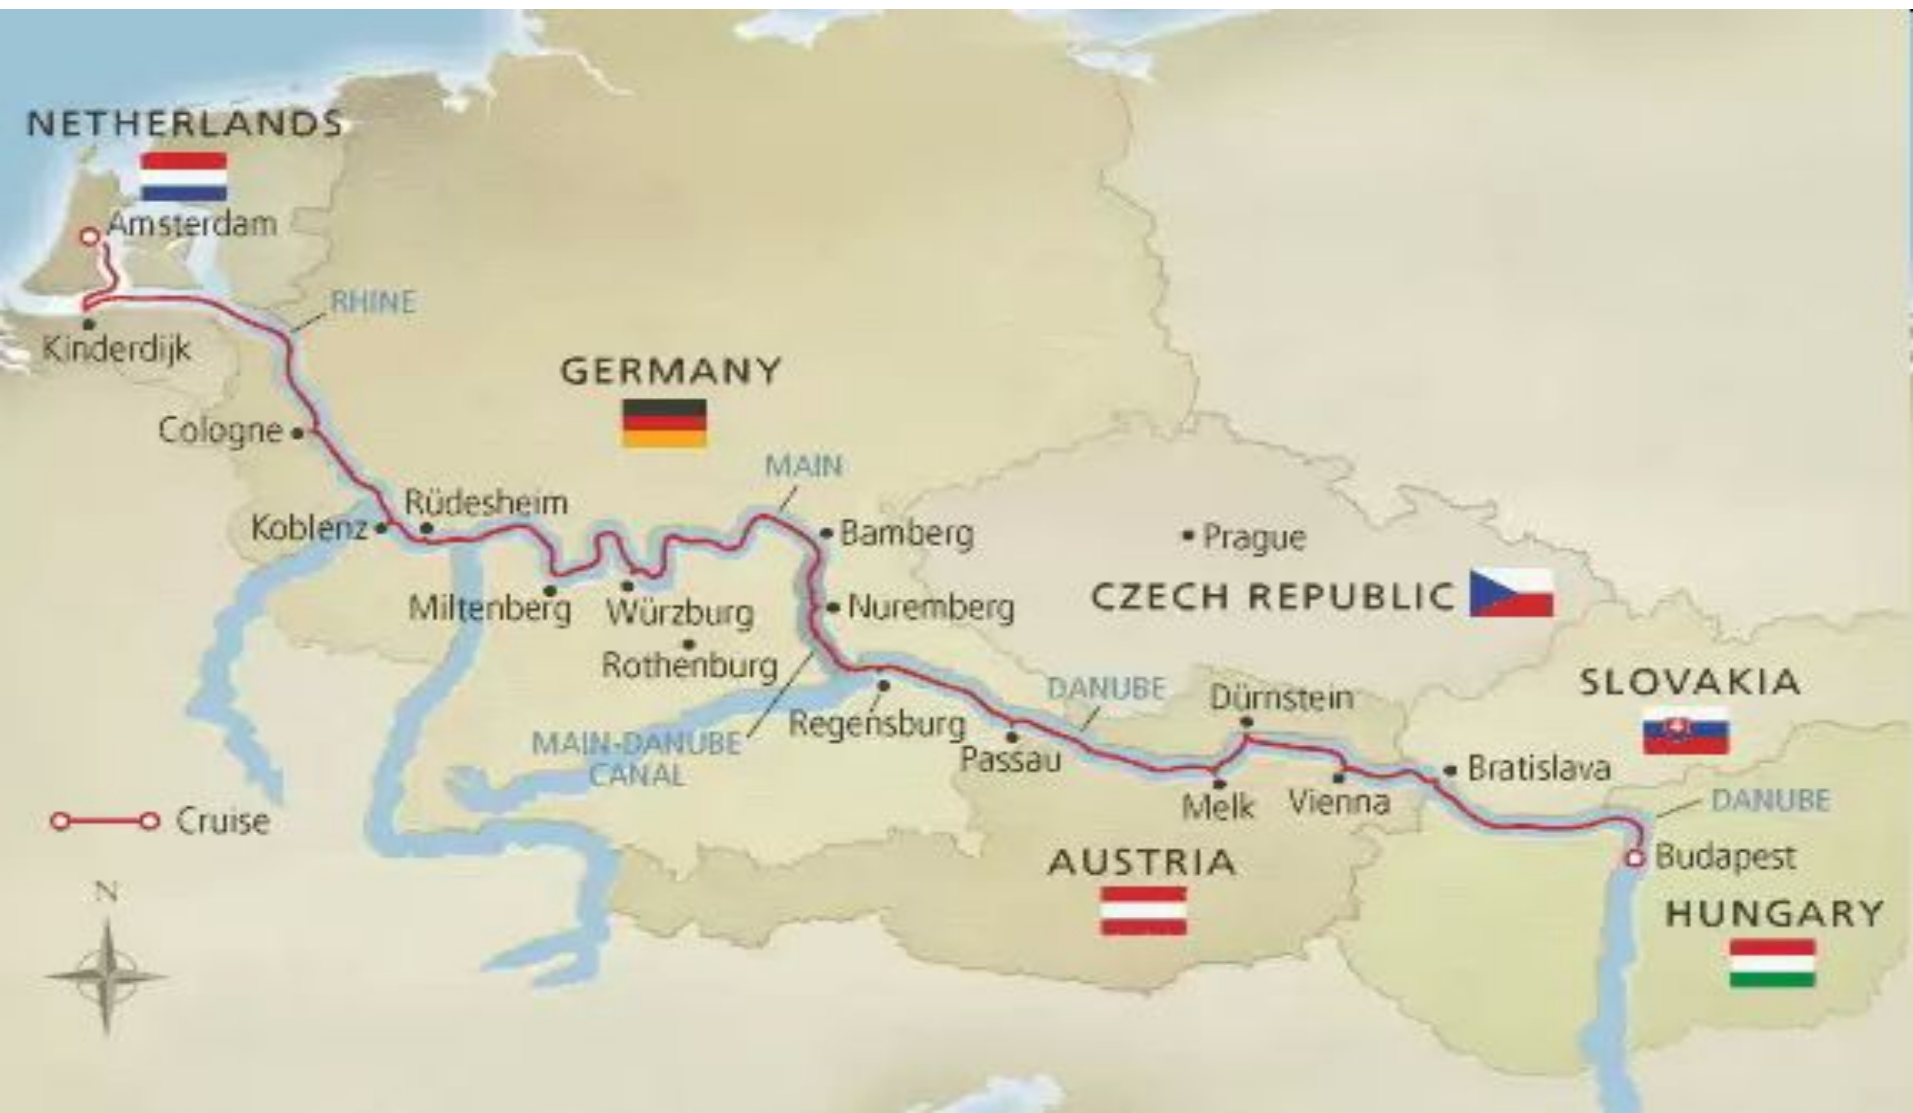 NETHERLANDS
Amsterdam
RHINE
Kinderdijk
GERMANY
Cologne
MAIN
Rüdesheim
Koblenz
Bamberg
Prague
CZECH REPUBLIC
Miltenberg
Würzburg
Nuremberg
Rothenburg
SLOVAKIA
DANUBE
Dürnstein
Regensburg
MAIN-DANUBE
CANAL
Passau
Bratislava
Melk
Vienna
DANUBE
Cruise
Budapest
AUSTRIA
N
HUNGARY